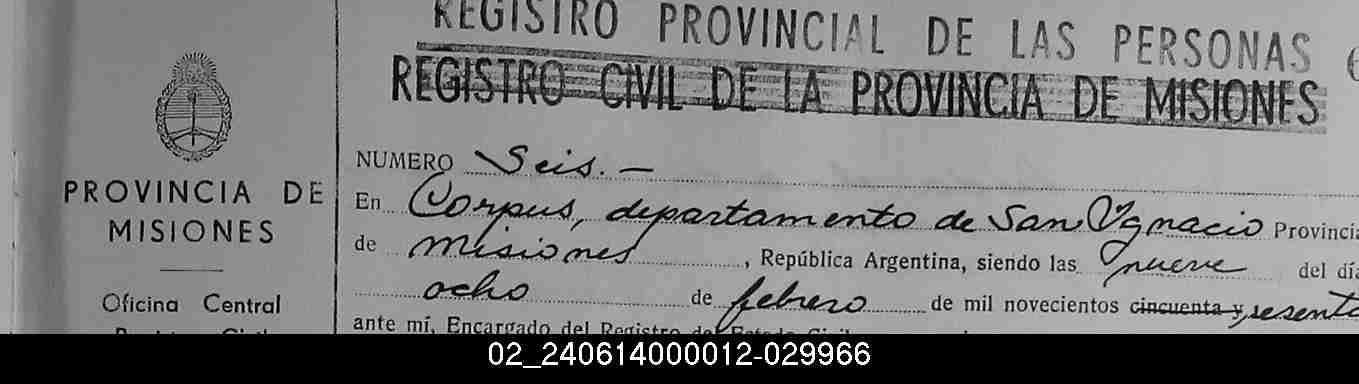 REGISTRO PROVINCIAL DE LAS PERSONAS
REGISTRO CIVIL DE LA PROVINCIA DE MISIONES
PROVINCIA DE
MISIONES
Oficina Central
NUMERO Seis. —
En Corpus, departamento de San Ygnacio Provincia
de misiones, República Argentina, siendo las nueve del día
ocho de febrero de mil novecientos cincuenta y, sesenta
ante mí, Encargado del Registro del Estado Civil
02_240614000012-029966